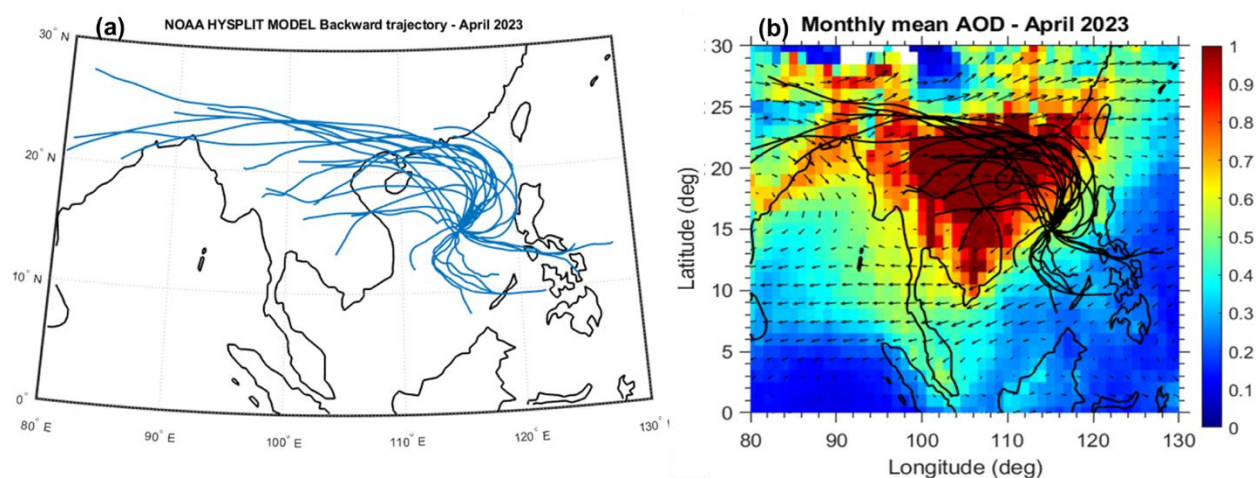 (a)
NOAA HYSPLIT MODEL Backward trajectory - April 2023
30° N
20° N
10° N
0°
80° E
90° E
100° E
110° E
120° E
130° E
(b)
Monthly mean AOD - April 2023
Latitude (deg)
30
25
20
15
10
5
0
80
90
100
110
120
130
Longitude (deg)
1
0.9
0.8
0.7
0.6
0.5
0.4
0.3
0.2
0.1
0